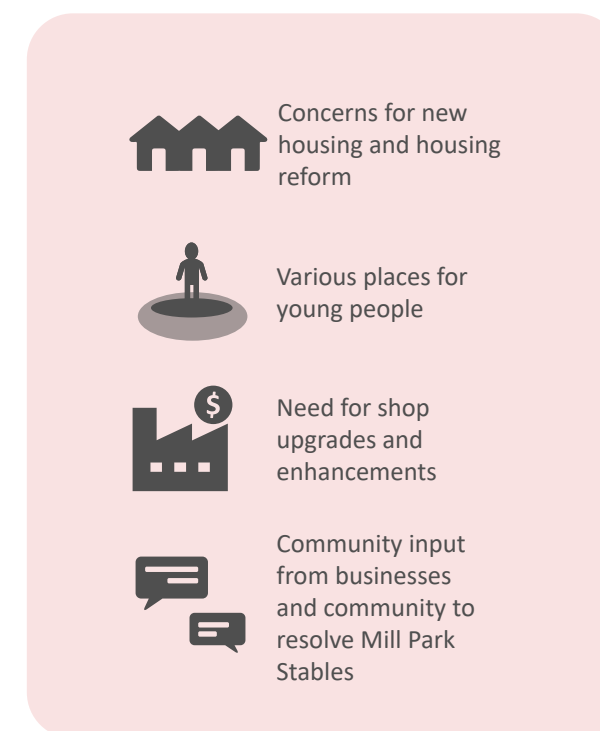 Concerns for new
housing and housing
reform
Various places for
young people
$
Need for shop
upgrades and
enhancements
Community input
from businesses
and community to
resolve Mill Park
Stables